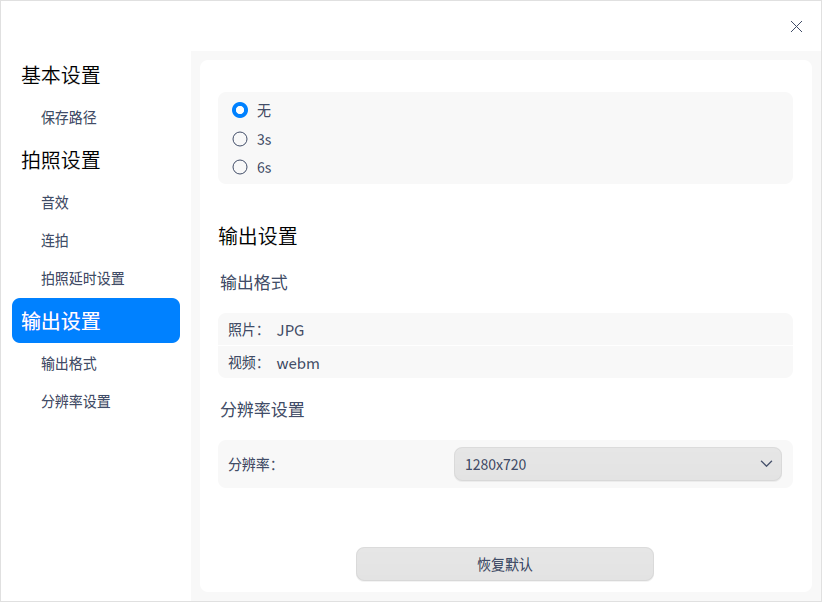 基本设置
保存路径
拍照设置
音效
连拍
拍照延时设置
输出设置
输出格式
分辨率设置
无
3s
6s
输出设置
输出格式
照片： JPG
视频： webm
分辨率设置
分辨率： 1280x720
恢复默认